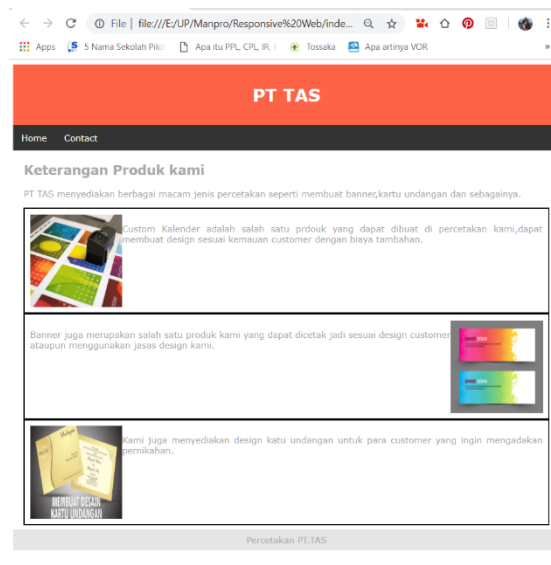 File | file:///E:/UP/Manpro/Responsive%20Web/inde...
Apps
5 Nama Sekolah Pilot
Apa itu PPL, CPL, IR,
Tossaka
Apa artinya VOR
»
PT TAS
Home Contact
Keterangan Produk kami
PT TAS menyediakan berbagai macam jenis percetakan seperti membuat banner,kartu undangan dan sebagainya.
Custom Kalender adalah salah satu prdouk yang dapat dibuat di percetakan kami,dapat
membuat design sesuai kemauan customer dengan biaya tambahan.
Banner juga merupakan salah satu produk kami yang dapat dicetak jadi sesuai design customer
ataupun menggunakan jasas design kami.
Kami juga menyediakan design katu undangan untuk para customer yang ingin mengadakan
pernikahan.
MEMBUAT DESAIN
KARTU UNDANGAN
Percetakan PT.TAS